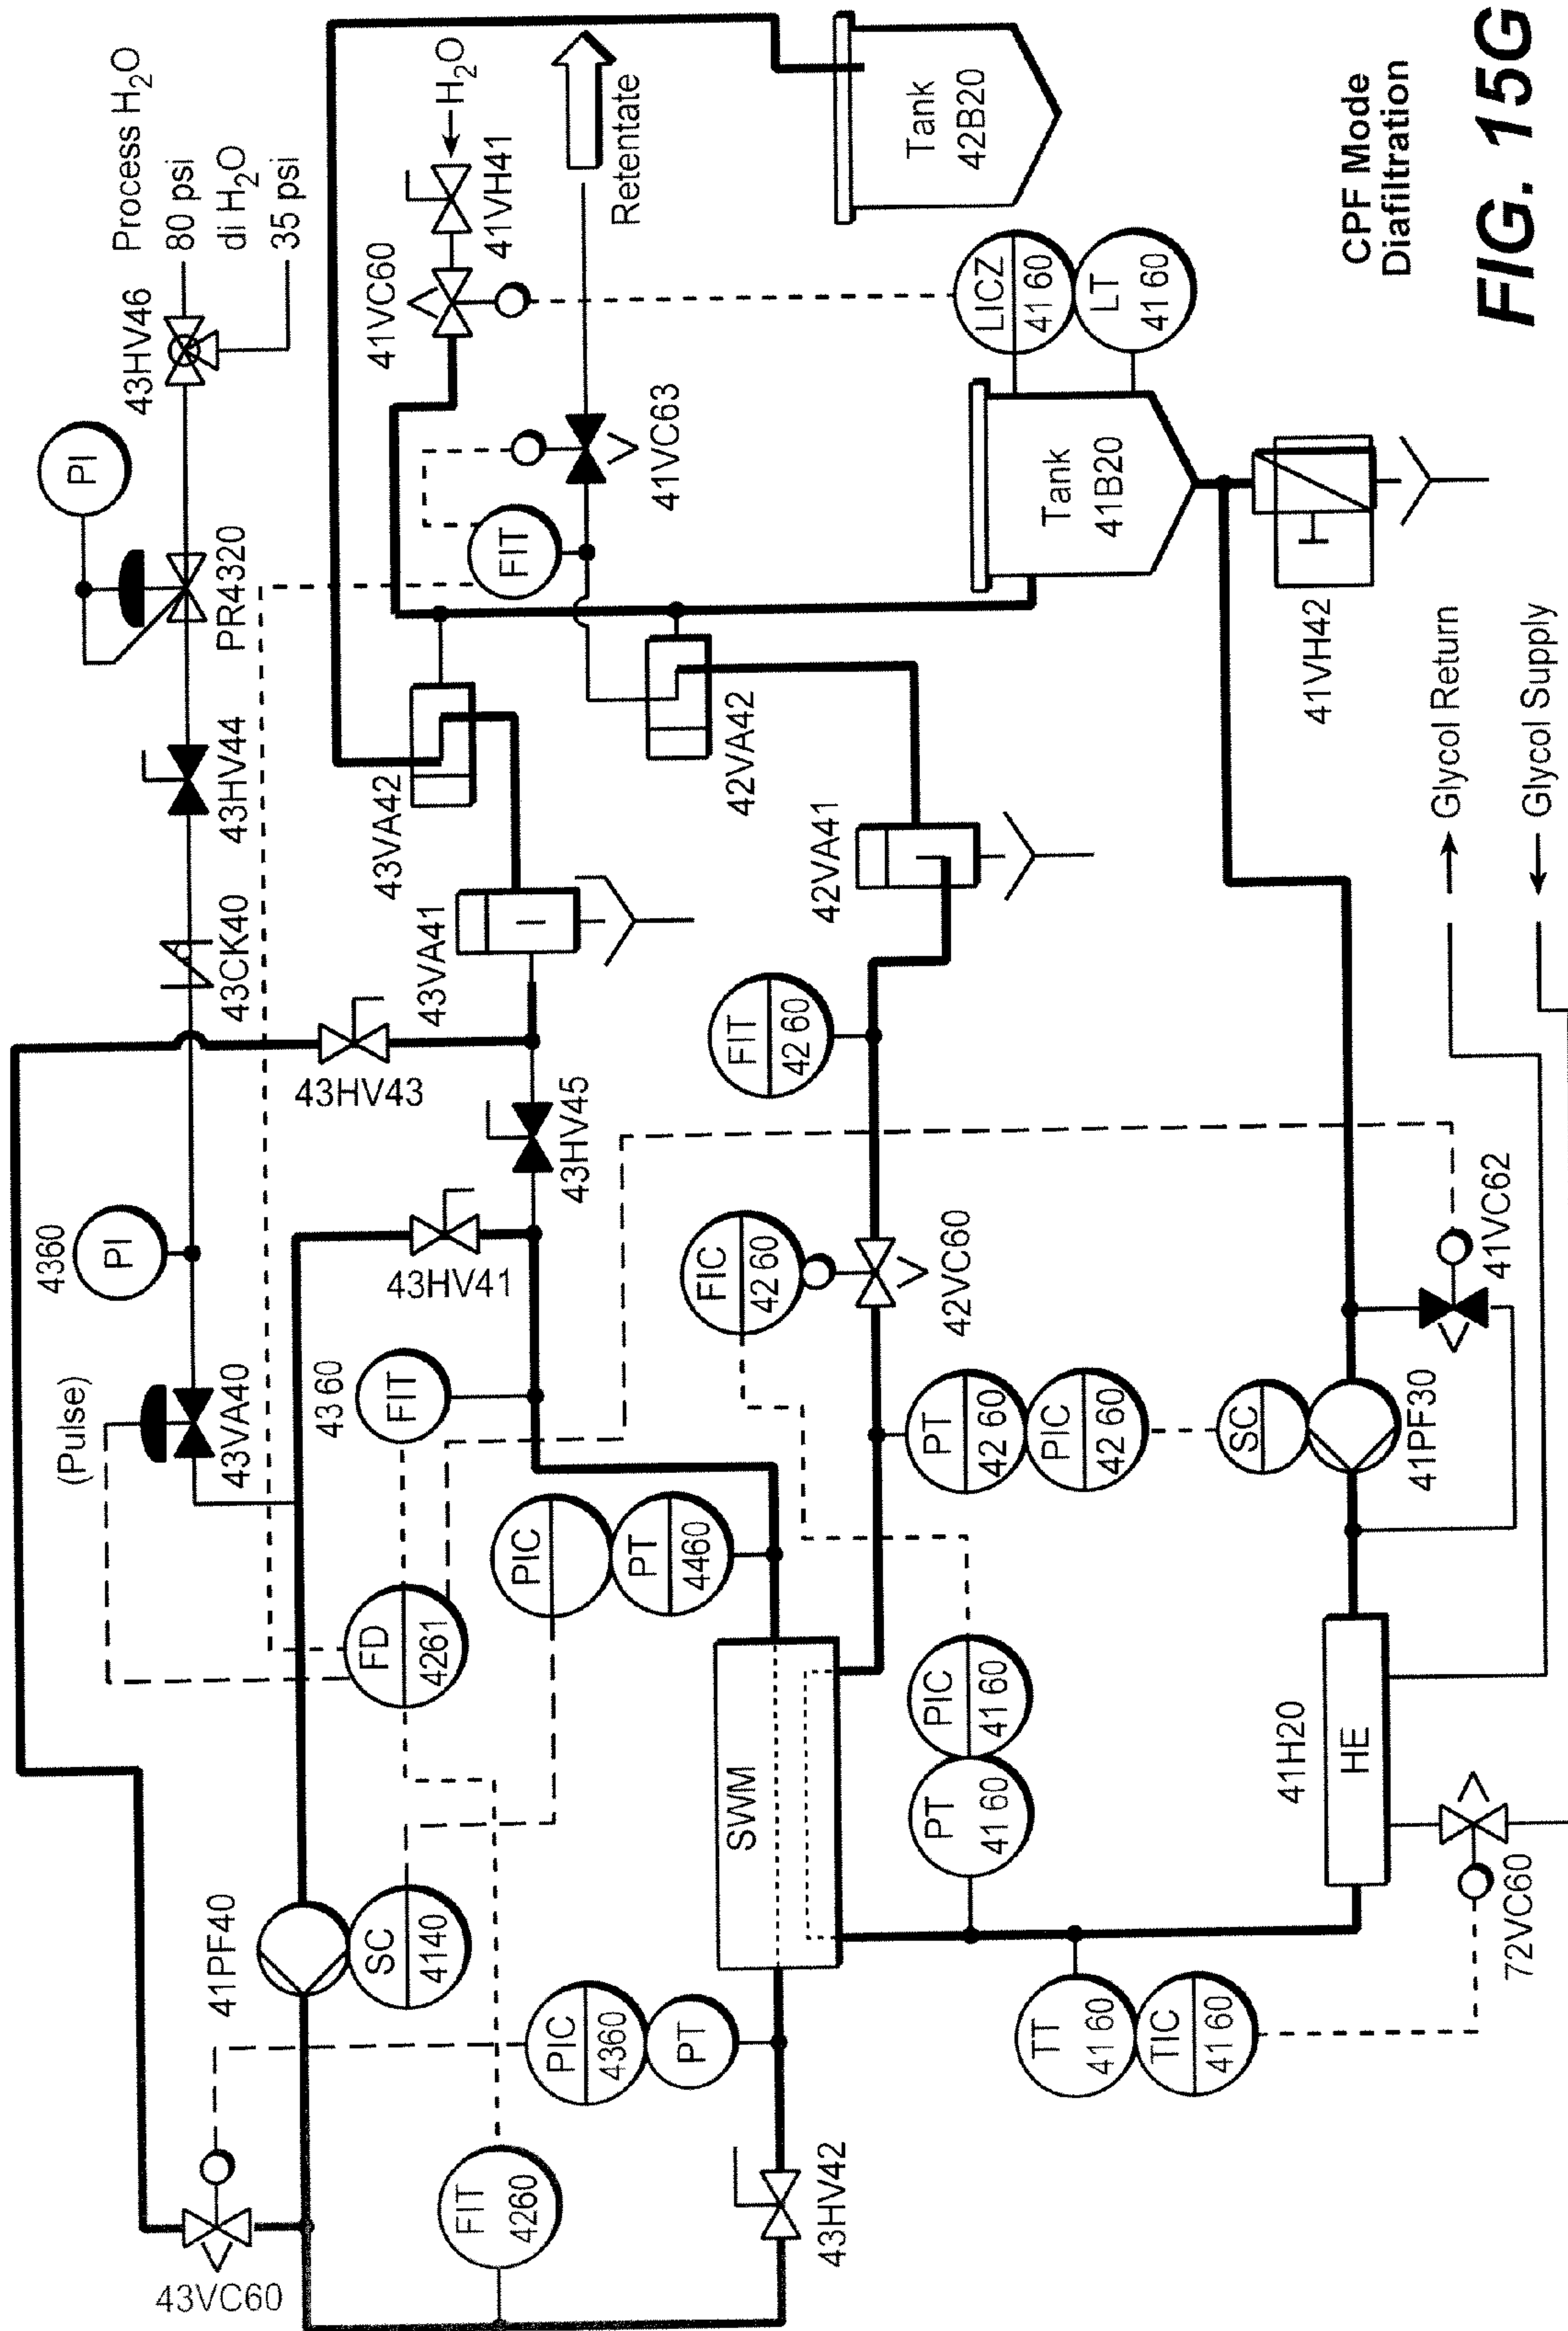 Process H₂O
80 psi
di H₂O
35 psi
43HV46
PI
PR4320
43HV44
43CK40
4360
PI
(Pulse)
43VA40
H₂O
41VH41
41VC60
Retentate
41VC63
FIT
Tank
42B20
LICZ
41 60
LT
41 60
Tank
41B20
41VH42
43VA42
42VA42
43VA41
42VA41
43HV43
43HV45
43HV41
FIT
42 60
FIC
42 60
42VC60
43 60
FIT
FD
4261
PIC
PT
4460
PT
42 60
PIC
42 60
SC
41PF30
41VC62
Glycol Return
Glycol Supply
41PF40
SC
4140
SWM
PIC
41 60
PT
41 60
41H20
HE
72VC60
TT
41 60
TIC
41 60
PIC
4360
PT
43VC60
FIT
4260
43HV42
CPF Mode
Diafiltration
FIG. 15G